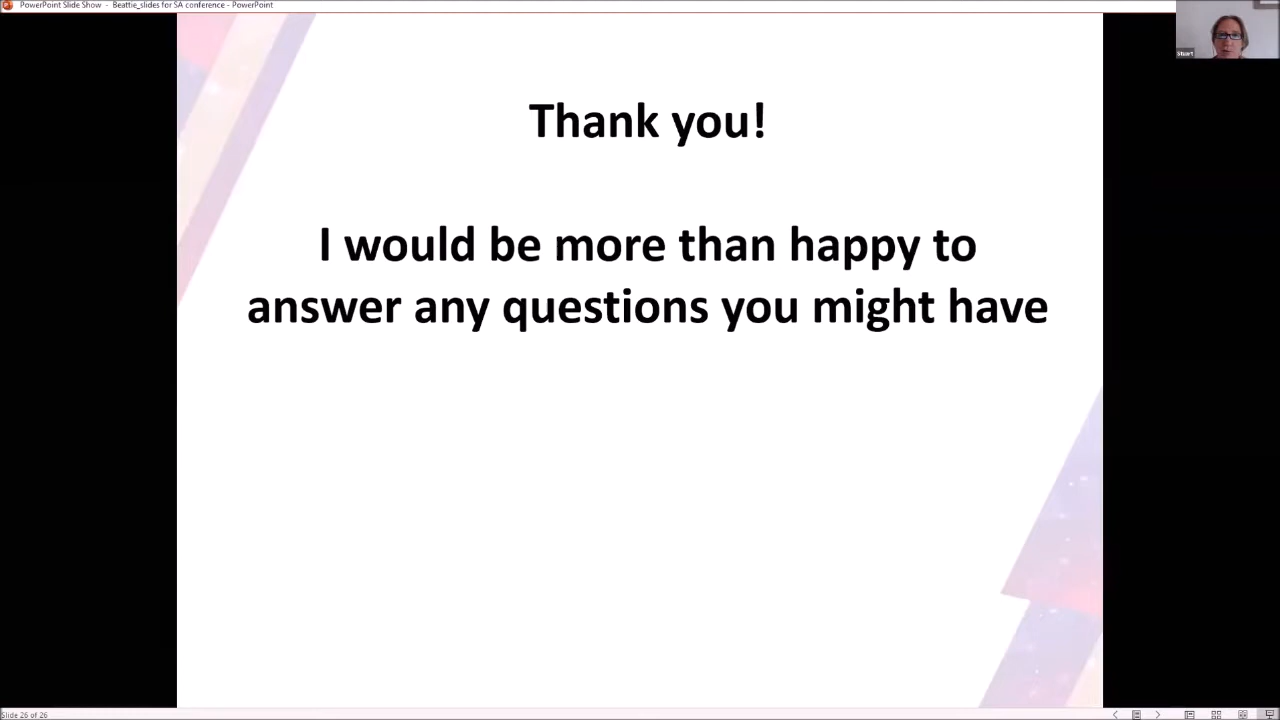 PowerPoint Slide Show - Beattie_slides for SA conference - PowerPoint
Stuart
Thank you!
I would be more than happy to
answer any questions you might have
Slide 26 of 26